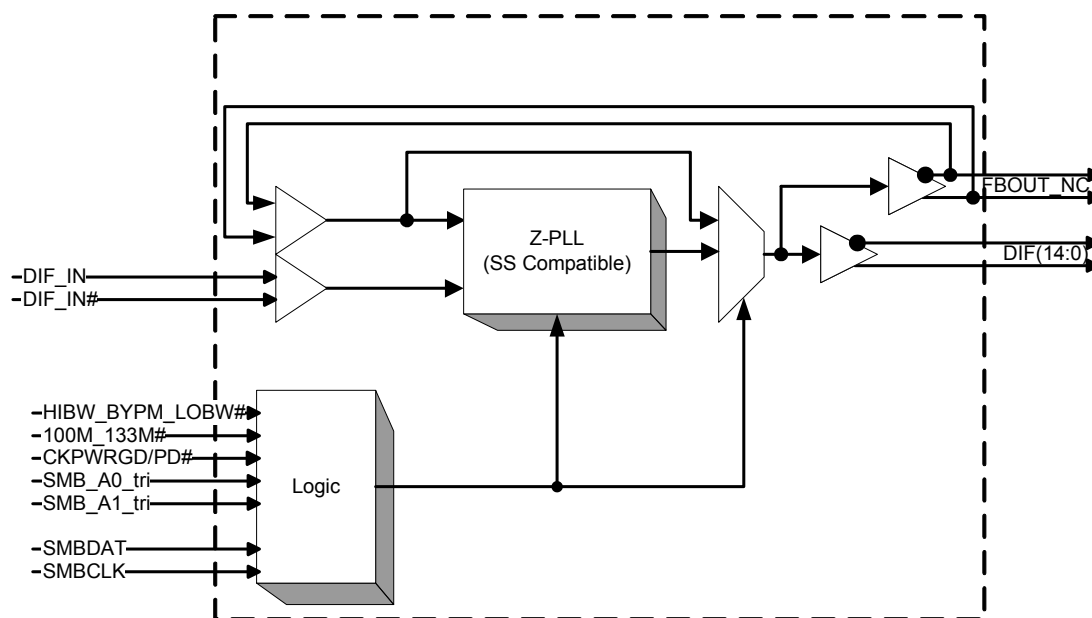 FBOUT_NC
Z-PLL
(SS Compatible)
DIF(14:0)
DIF_IN
DIF_IN#
HIBW_BYPM_LOBW#
100M_133M#
CKPWRGD/PD#
SMB_A0_tri
Logic
SMB_A1_tri
SMBDAT
SMBCLK